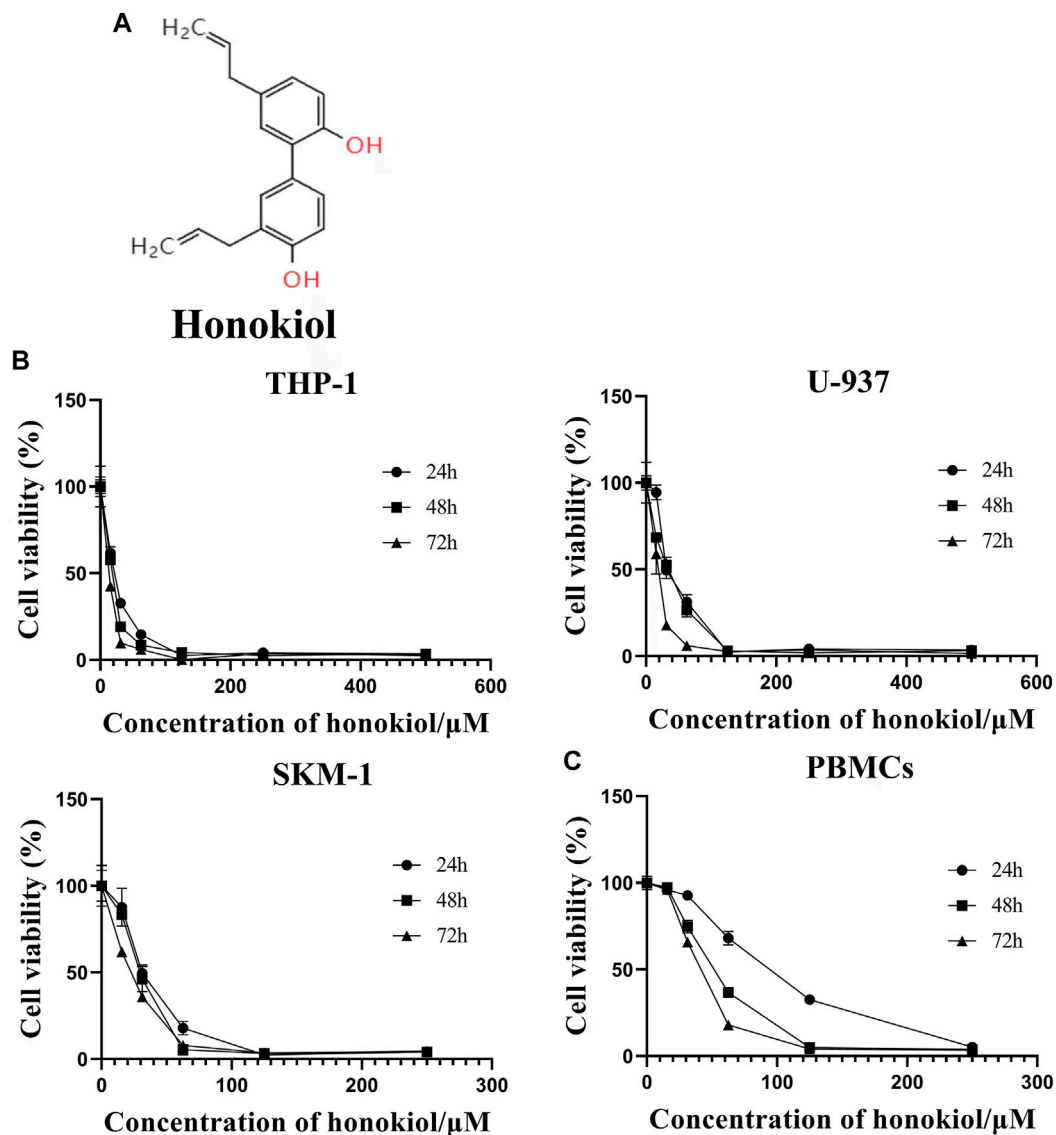 A
H₂C
OH
H₂C
OH
Honokiol
B
THP-1
Cell viability (%)
150
100
50
0
0 200 400 600
24h
48h
72h
Concentration of honokiol/μM
U-937
Cell viability (%)
150
100
50
0
0 200 400 600
24h
48h
72h
Concentration of honokiol/μM
SKM-1
Cell viability (%)
150
100
50
0
0 100 200 300
24h
48h
72h
Concentration of honokiol/μM
C
PBMCs
Cell viability (%)
150
100
50
0
0 100 200 300
24h
48h
72h
Concentration of honokiol/μM